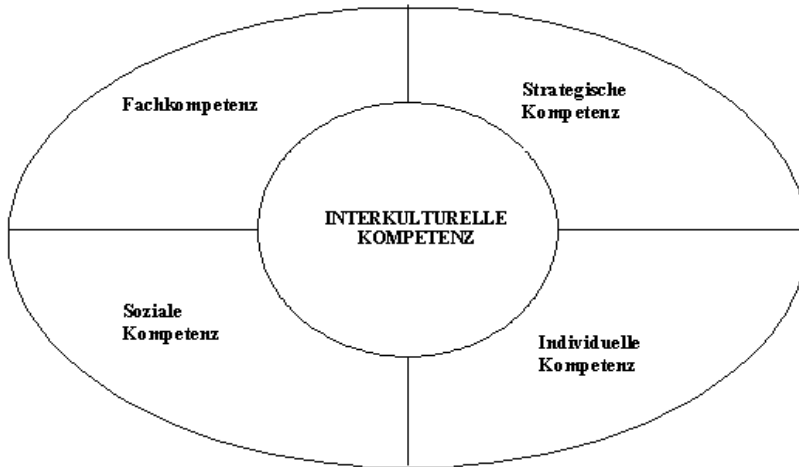 Fachkompetenz
Strategische
Kompetenz
INTERKULTURELLE
KOMPETENZ
Soziale
Kompetenz
Individuelle
Kompetenz